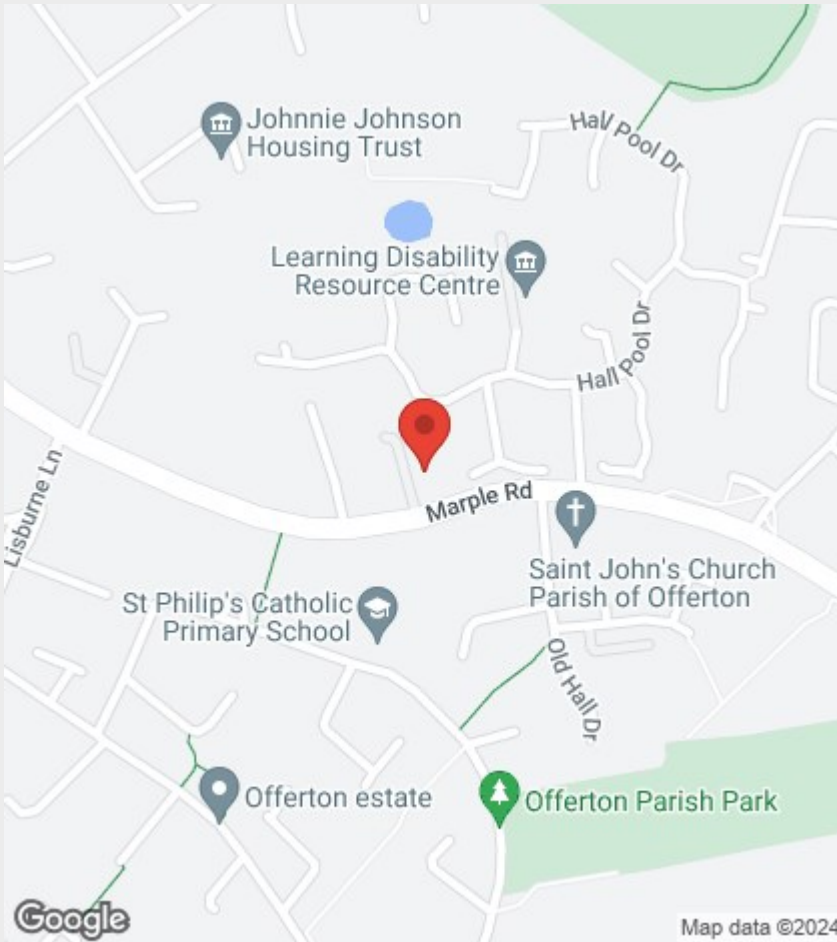 Johnnie Johnson
Housing Trust
Hall Pool Dr
Learning Disability
Resource Centre
Hall Pool Dr
Lisburne Ln
Marple Rd
Saint John's Church
Parish of Offerton
St Philip's Catholic
Primary School
Old Hall Dr
Offerton estate
Offerton Parish Park
Google
Map data ©2024